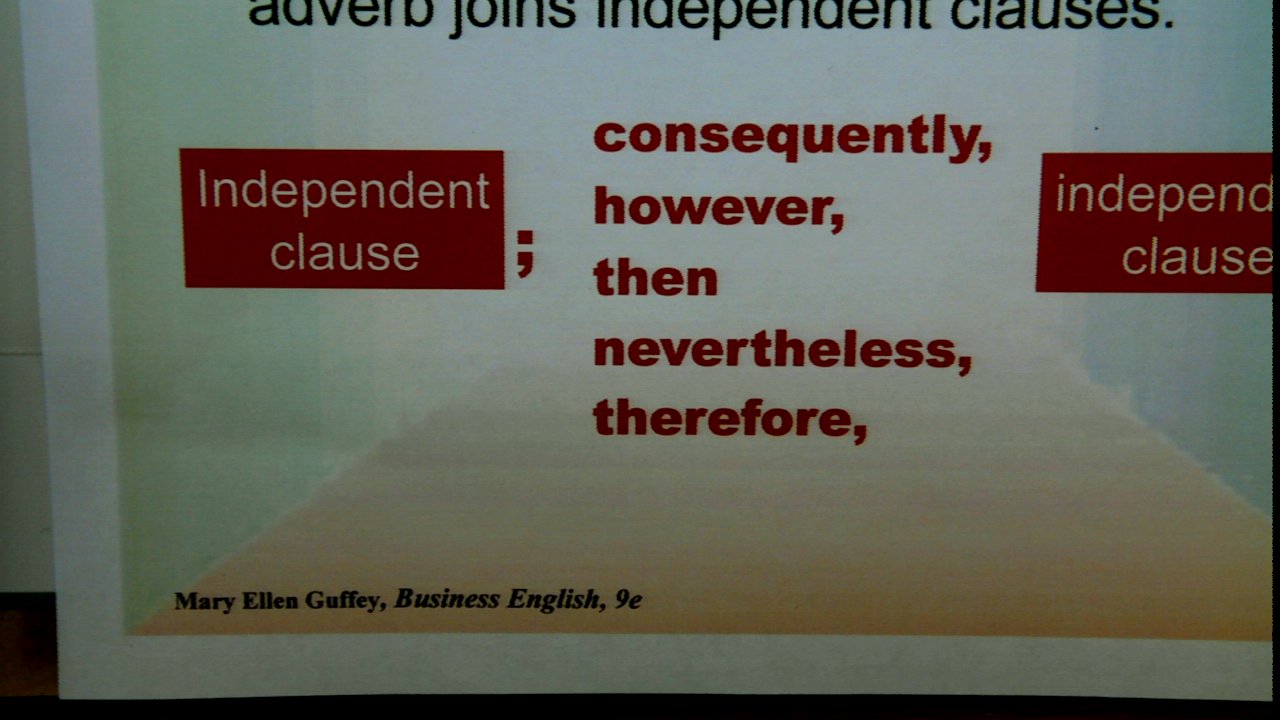 adverb joins independent clauses.
Independent
clause
;
consequently,
however,
then
nevertheless,
therefore,
independ
clause
Mary Ellen Guffey, Business English, 9e